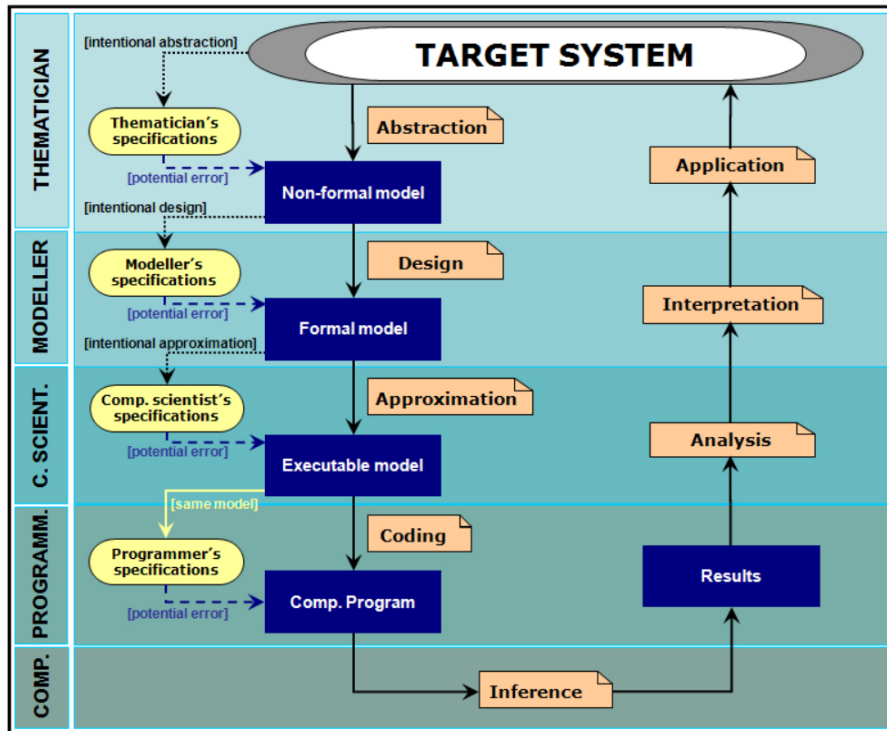 THEMATICIAN
[intentional abstraction]
TARGET SYSTEM
Thematician's
specifications
Abstraction
Application
[potential error]
Non-formal model
[intentional design]
MODELLER
Modeller's
specifications
Design
Interpretation
[potential error]
Formal model
[intentional approximation]
C. SCIENT.
Comp. scientist's
specifications
Approximation
Analysis
[potential error]
Executable model
[same model]
PROGRAMM.
Programmer's
specifications
Coding
Results
[potential error]
Comp. Program
COMP.
Inference